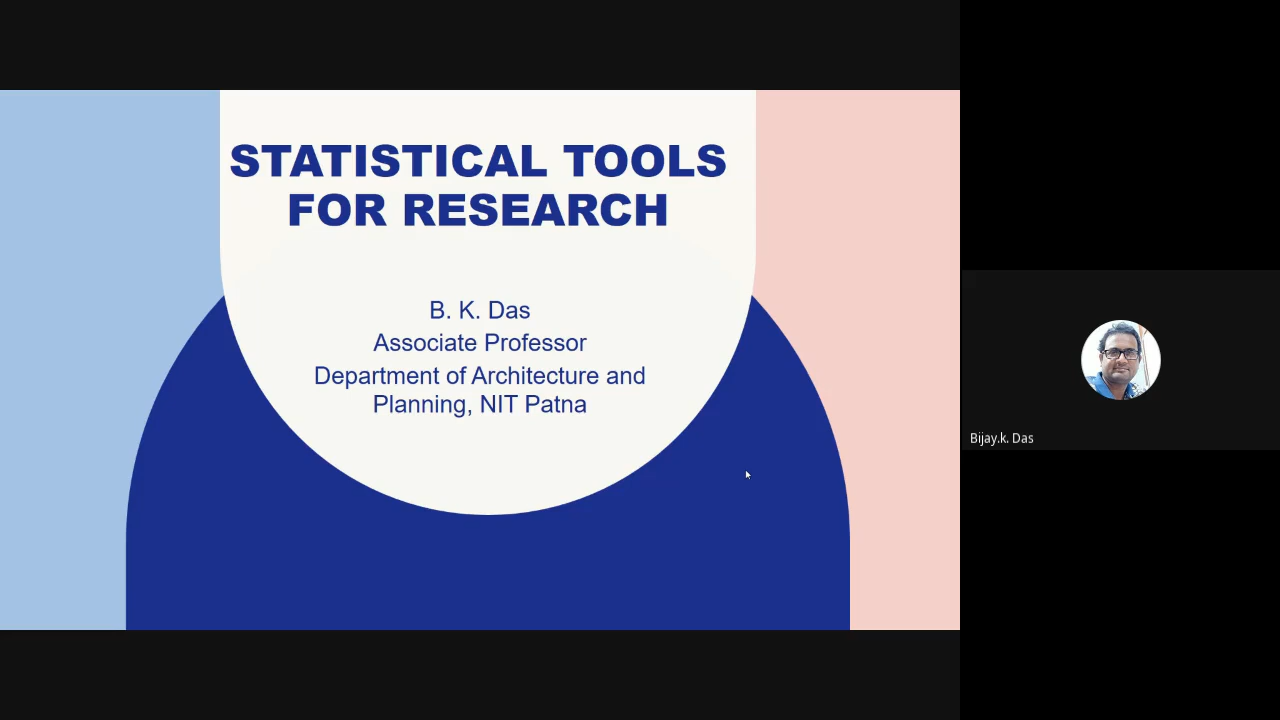 STATISTICAL TOOLS
FOR RESEARCH
B. K. Das
Associate Professor
Department of Architecture and
Planning, NIT Patna
Bijay.k. Das